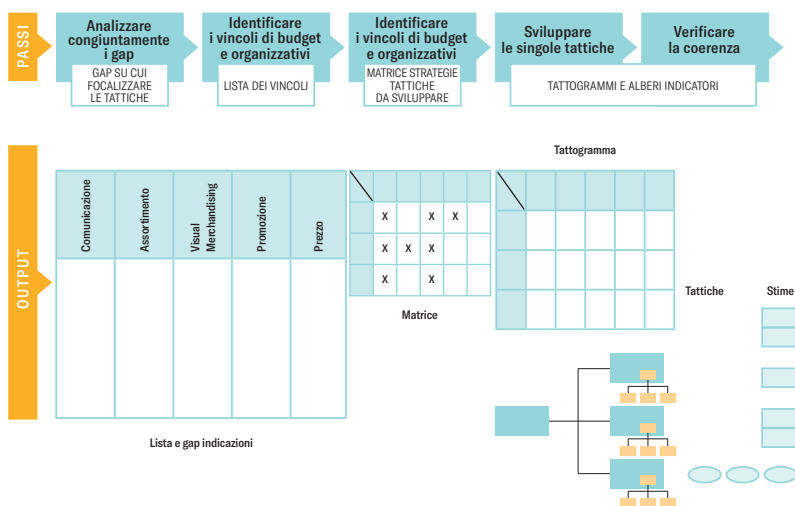 PASSI
Analizzare
congiuntamente
i gap
GAP SU CUI
FOCALIZZARE
LE TATTICHE
Identificare
i vincoli di budget
e organizzativi
LISTA DEI VINCOLI
Identificare
i vincoli di budget
e organizzativi
MATRICE STRATEGIE
TATTICHE
DA SVILUPPARE
Sviluppare
le singole tattiche
Verificare
la coerenza
TATTOGRAMMI E ALBERI INDICATORI
OUTPUT
Comunicazione
Assortimento
Visual
Merchandising
Promozione
Prezzo
Lista e gap indicazioni
X X X
X X X
X X
Matrice
Tattogramma
Tattiche
Stime